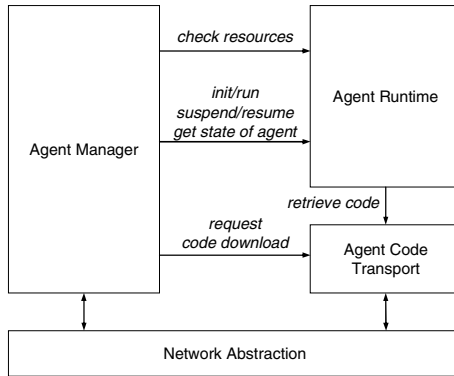 check resources
init/run
suspend/resume
get state of agent
Agent Manager
Agent Runtime
retrieve code
request
code download
Agent Code
Transport
Network Abstraction